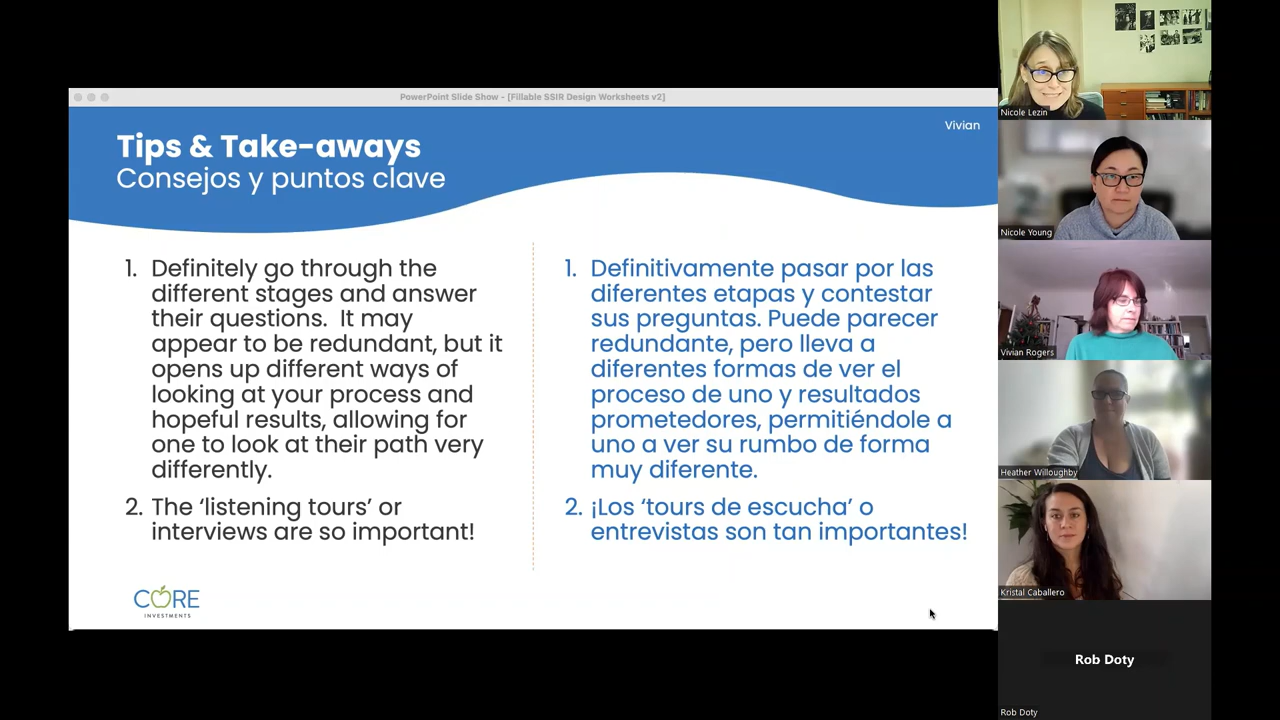 PowerPoint Slide Show - [Fillable SSIR Design Worksheets v2]
Vivian
Tips & Take-aways
Consejos y puntos clave
1. Definitely go through the
different stages and answer
their questions. It may
appear to be redundant, but it
opens up different ways of
looking at your process and
hopeful results, allowing for
one to look at their path very
differently.
2. The ‘listening tours’ or
interviews are so important!
1. Definitivamente pasar por las
diferentes etapas y contestar
sus preguntas. Puede parecer
redundante, pero lleva a
diferentes formas de ver el
proceso de uno y resultados
prometedores, permitiéndole a
uno a ver su rumbo de forma
muy diferente.
2. ¡Los ‘tours de escucha’ o
entrevistas son tan importantes!
CORE
INVESTMENTS
Nicole Lezin
Nicole Young
Vivian Rogers
Heather Willoughby
Kristal Caballero
Rob Doty
Rob Doty